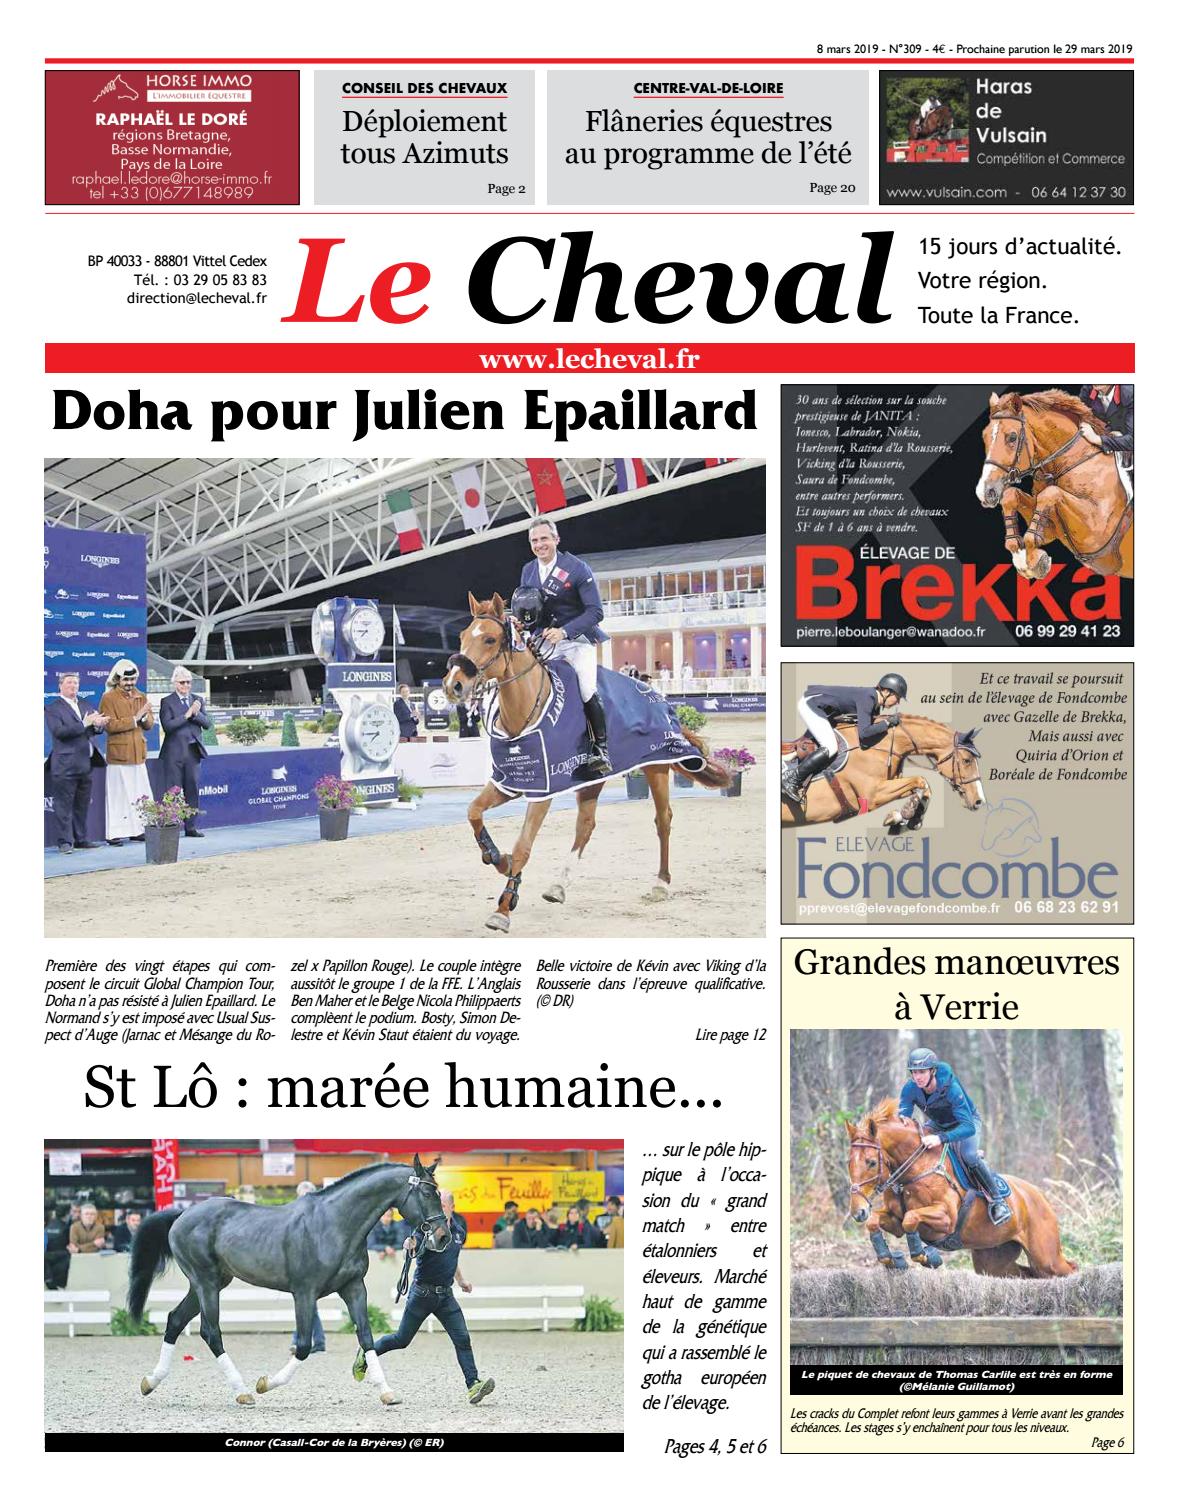 8 mars 2019 - N°309 - 4€ - Prochaine parution le 29 mars 2019
HORSE IMMO
L'IMMOBILIER ÉQUESTRE
RAPHAËL LE DORÉ
régions Bretagne,
Basse Normandie,
Pays de la Loire
raphael.ledore@horse-immo.fr
tel +33 (0)677148989
CONSEIL DES CHEVAUX
Déploiement
tous Azimuts
Page 2
CENTRE-VAL-DE-LOIRE
Flâneries équestres
au programme de l'été
Page 20
Haras
de
Vulsain
Compétition et Commerce
www.vulsain.com - 06 64 12 37 30
BP 40033 - 88801 Vittel Cedex
Tél. : 03 29 05 83 83
direction@lecheval.fr
Le Cheval
15 jours d'actualité.
Votre région.
Toute la France.
www.lecheval.fr
Doha pour Julien Epaillard
LONGINES
LONGINES
ExxonMobil
1ST
LONGINES
GLOBAL CHAMPIONS
TOUR
nMobil
LONGINES
Première des vingt étapes qui com-
posent le circuit Global Champion Tour,
Doha n'a pas résisté à Julien Epaillard. Le
Normand s'y est imposé avec Usual Sus-
pect d'Auge (Jarnac et Mésange du Ro-
zel x Papillon Rouge). Le couple intègre
aussitôt le groupe 1 de la FFE. L'Anglais
Ben Maher et le Belge Nicola Philippaerts
complèent le podium. Bosty, Simon De-
lestre et Kévin Staut étaient du voyage.
Belle victoire de Kévin avec Viking d'la
Rousserie dans l'épreuve qualificative.
(© DR)
Lire page 12
St Lô : marée humaine...
Connor (Casall-Cor de la Bryères) (© ER)
... sur le pôle hip-
pique à l'occa-
sion du « grand
match » entre
étalonniers et
éleveurs. Marché
haut de gamme
de la génétique
qui a rassemblé le
gotha européen
de l'élevage.
Pages 4, 5 et 6
30 ans de sélection sur la souche
prestigieuse de JANITA :
Ionesco, Labrador, Nokia,
Hurlevent, Ratina d'la Rousserie,
Vicking d'la Rousserie,
Saura de Fondcombe,
entre autres performers.
Et toujours un choix de chevaux
SF de 1 à 6 ans à vendre.
ÉLEVAGE DE
Brekka
pierre.leboulanger@wanadoo.fr 06 99 29 41 23
Et ce travail se poursuit
au sein de l'élevage de Fondcombe
avec Gazelle de Brekka,
Mais aussi avec
Quiria d'Orion et
Boréale de Fondcombe
ELEVAGE
Fondcombe
pprevost@elevagefondcombe.fr 06 68 23 62 91
Grandes manœuvres
à Verrie
Le piquet de chevaux de Thomas Carlile est très en forme
(©Mélanie Guillamot)
Les cracks du Complet refont leurs gammes à Verrie avant les grandes
échéances. Les stages s'y enchaînent pour tous les niveaux.
Page 6